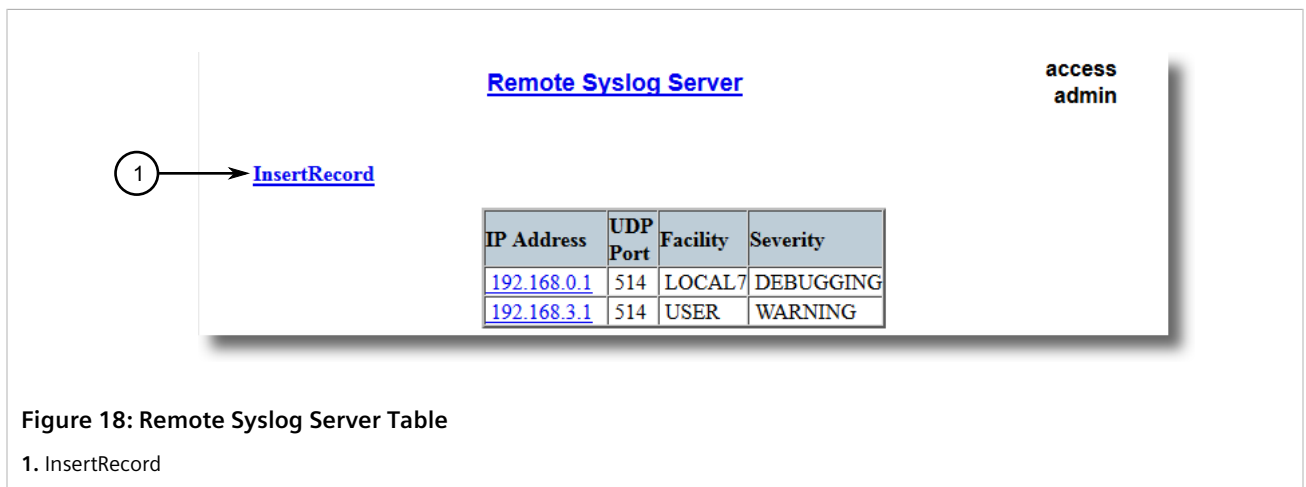 Remote Syslog Server
access
admin
1
InsertRecord
IP Address UDP Port Facility Severity
192.168.0.1 514 LOCAL7 DEBUGGING
192.168.3.1 514 USER WARNING
Figure 18: Remote Syslog Server Table
1. InsertRecord